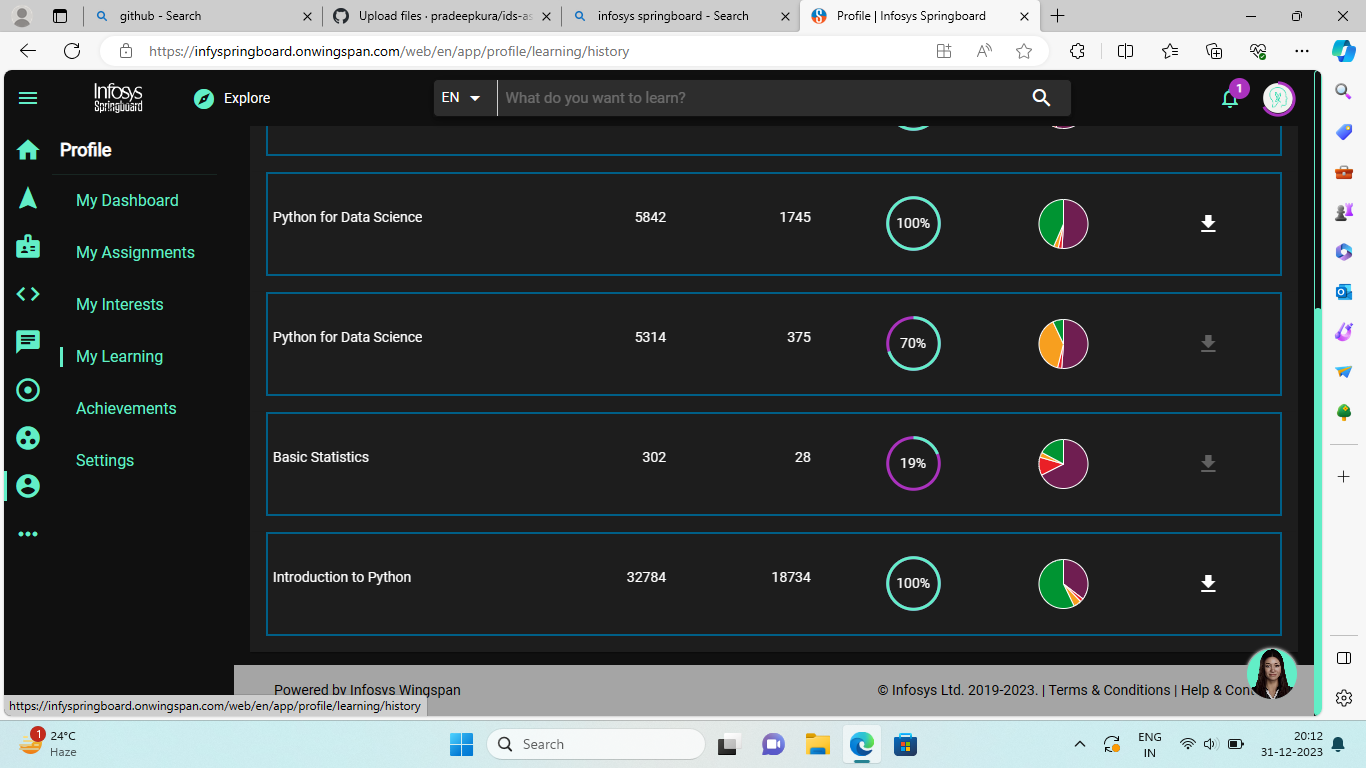 github - Search
Upload files · pradeepkura/ids-as
infosys springboard - Search
Profile | Infosys Springboard
https://infyspringboard.onwingspan.com/web/en/app/profile/learning/history
Infosys
Springboard
Explore
EN
What do you want to learn?
1
Profile
My Dashboard
My Assignments
My Interests
My Learning
Achievements
Settings
Python for Data Science 5842 1745 100%
Python for Data Science 5314 375 70%
Basic Statistics 302 28 19%
Introduction to Python 32784 18734 100%
Powered by Infosys Wingspan
© Infosys Ltd. 2019-2023. | Terms & Conditions | Help & Con
https://infyspringboard.onwingspan.com/web/en/app/profile/learning/history
1
24°C
Haze
Search
ENG
IN
20:12
31-12-2023